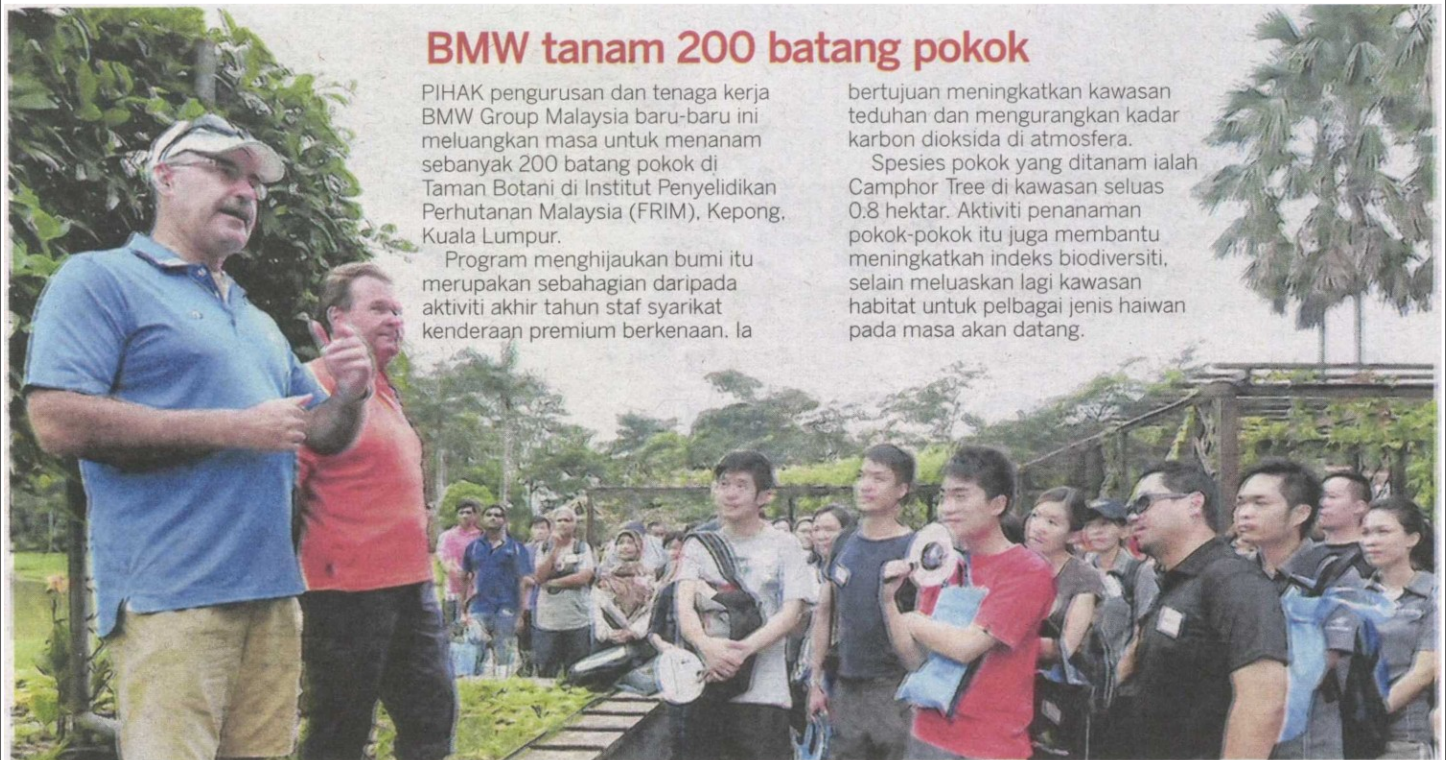 BMW tanam 200 batang pokok
PIHAK pengurusan dan tenaga kerja
BMW Group Malaysia baru-baru ini
meluangkan masa untuk menanam
sebanyak 200 batang pokok di
Taman Botani di Institut Penyelidikan
Perhutanan Malaysia (FRIM), Kepong,
Kuala Lumpur.
Program menghijaukan bumi itu
merupakan sebahagian daripada
aktiviti akhir tahun staf syarikat
kenderaan premium berkenaan. Ia
bertujuan meningkatkan kawasan
teduhan dan mengurangkan kadar
karbon dioksida di atmosfera.
Spesies pokok yang ditanam ialah
Camphor Tree di kawasan seluas
0.8 hektar. Aktiviti penanaman
pokok-pokok itu juga membantu
meningkatkan indeks biodiversiti,
selain meluaskan lagi kawasan
habitat untuk pelbagai jenis haiwan
pada masa akan datang.